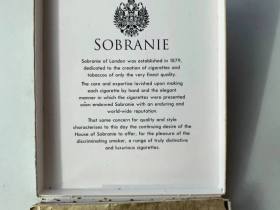 SOBRANIE
Sobranie of London was established in 1879,
dedicated to the creation of cigarettes and
tobaccos of only the very finest quality.
The care and expertise lavished upon making
each cigarette by hand and the elegant
manner in which the cigarettes were presented
soon endowed Sobranie with an enduring and
world-wide reputation.
That same concern for quality and style
characterises to this day the continuing desire of the
House of Sobranie to offer, for the pleasure of the
discriminating smoker, a range of truly distinctive
and luxurious cigarettes.